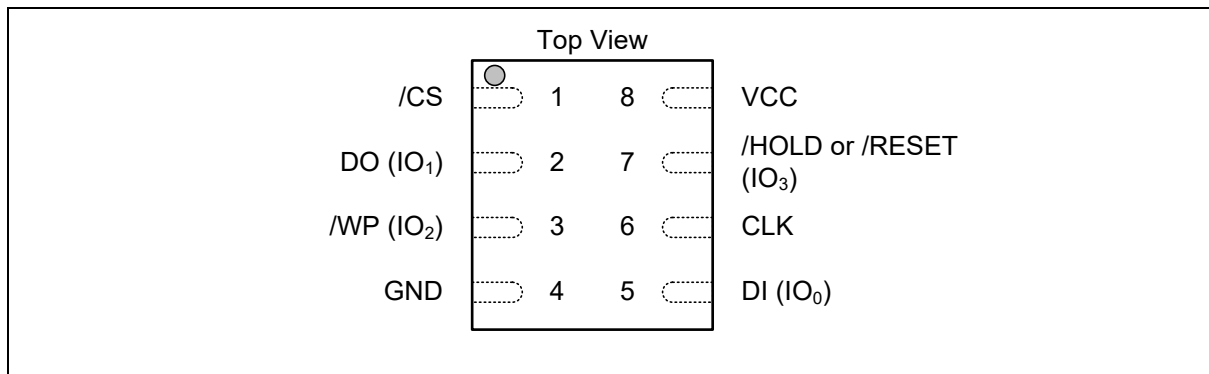 Top View
/CS 1 8 VCC
DO (IO₁) 2 7 /HOLD or /RESET
(IO₃)
/WP (IO₂) 3 6 CLK
GND 4 5 DI (IO₀)